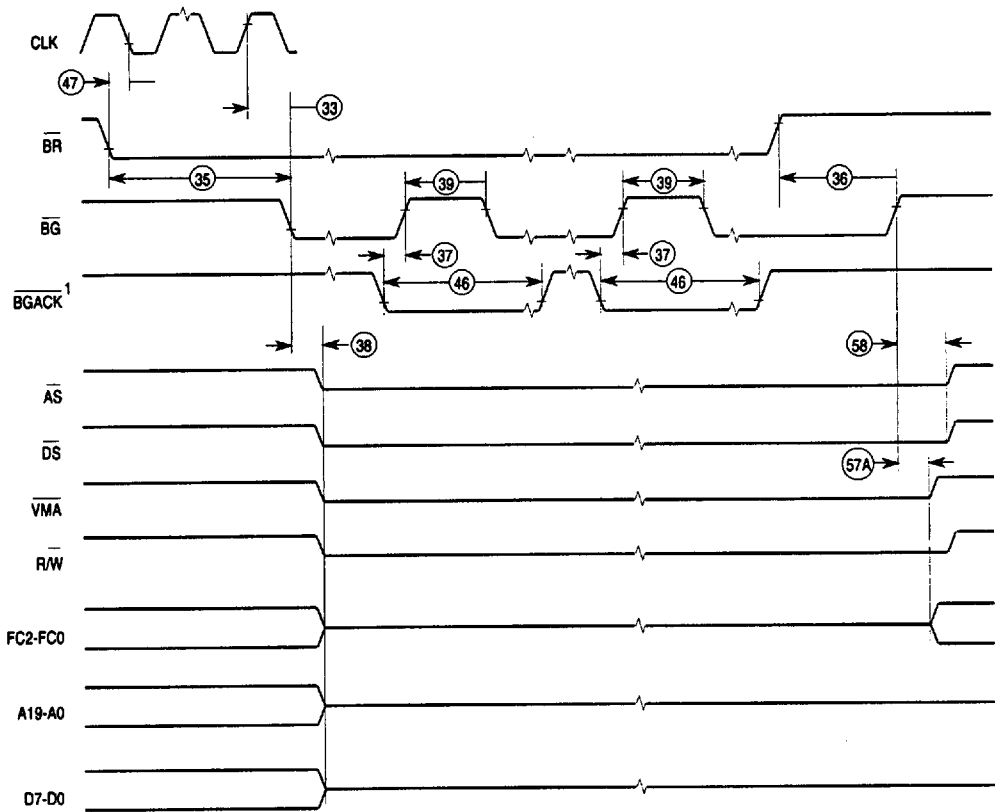 CLK
47
33
BR
35
39
39
36
BG
37
37
BGACK 1
46
46
38
58
AS
DS
57A
VMA
R/W
FC2-FC0
A19-A0
D7-D0